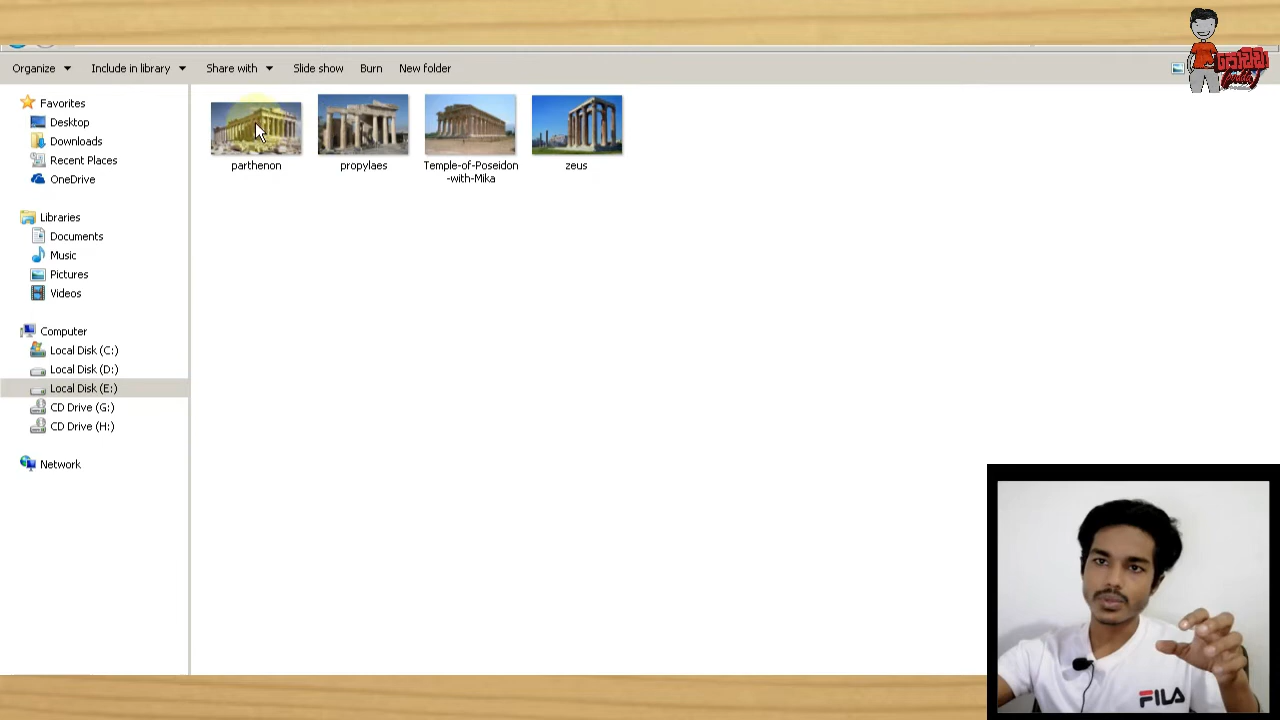 Organize
Include in library
Share with
Slide show
Burn
New folder
Favorites
Desktop
Downloads
Recent Places
OneDrive
Libraries
Documents
Music
Pictures
Videos
Computer
Local Disk (C:)
Local Disk (D:)
Local Disk (E:)
CD Drive (G:)
CD Drive (H:)
Network
parthenon
propylaes
Temple-of-Poseidon
-with-Mika
zeus
FILA